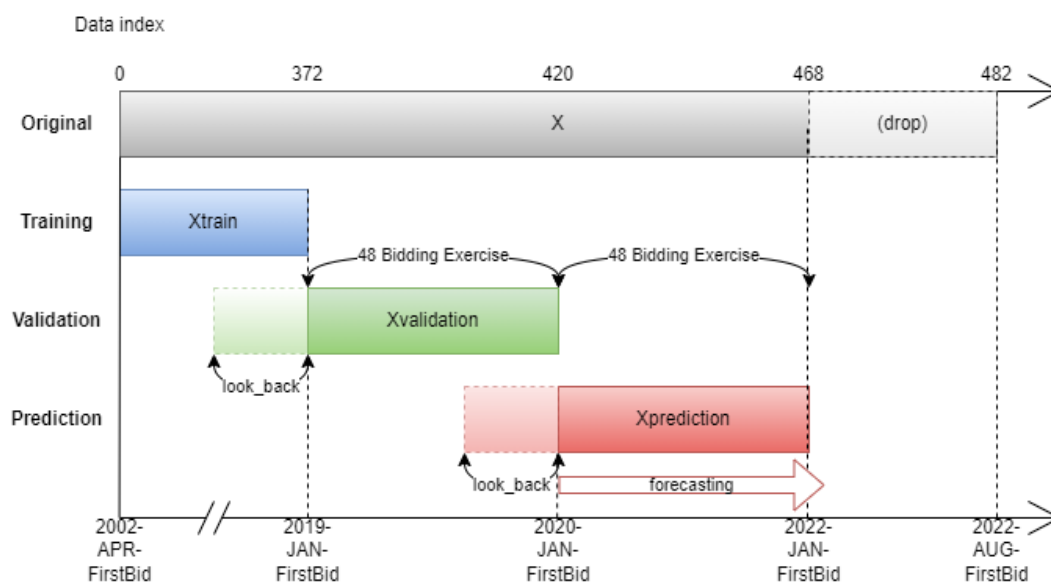 Data index
0 372 420 468 482
Original X (drop)
Training Xtrain
48 Bidding Exercise 48 Bidding Exercise
Validation Xvalidation
look_back
Prediction Xprediction
look_back forecasting
2002- 2019- 2020- 2022- 2022-
APR- JAN- JAN- JAN- AUG-
FirstBid FirstBid FirstBid FirstBid FirstBid